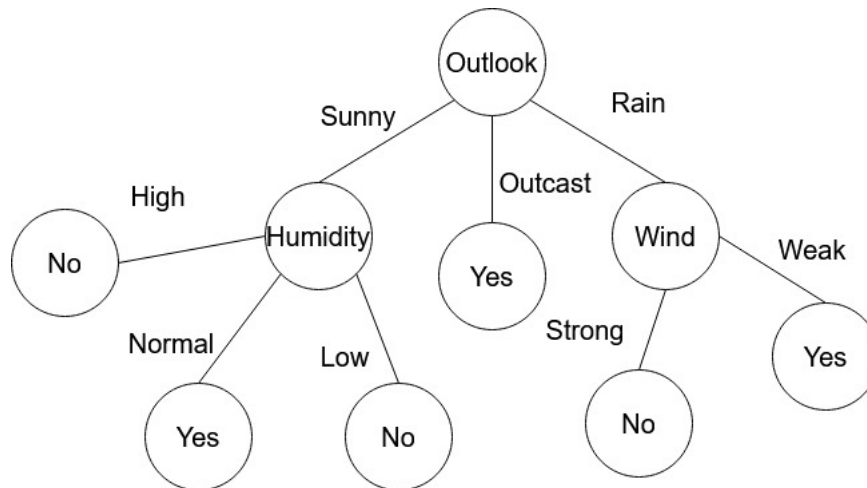 Outlook
Sunny
Rain
Outcast
High
Humidity
Wind
Weak
No
Yes
Normal
Low
Strong
Yes
Yes
No
No